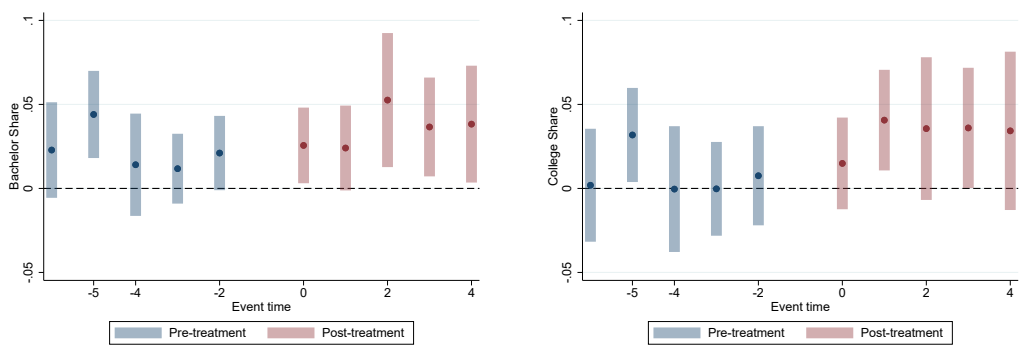 .1
.05
0
-.05
Bachelor Share
-5 -4 -2 0 2 4
Event time
Pre-treatment Post-treatment
.1
.05
0
-.05
College Share
-5 -4 -2 0 2 4
Event time
Pre-treatment Post-treatment